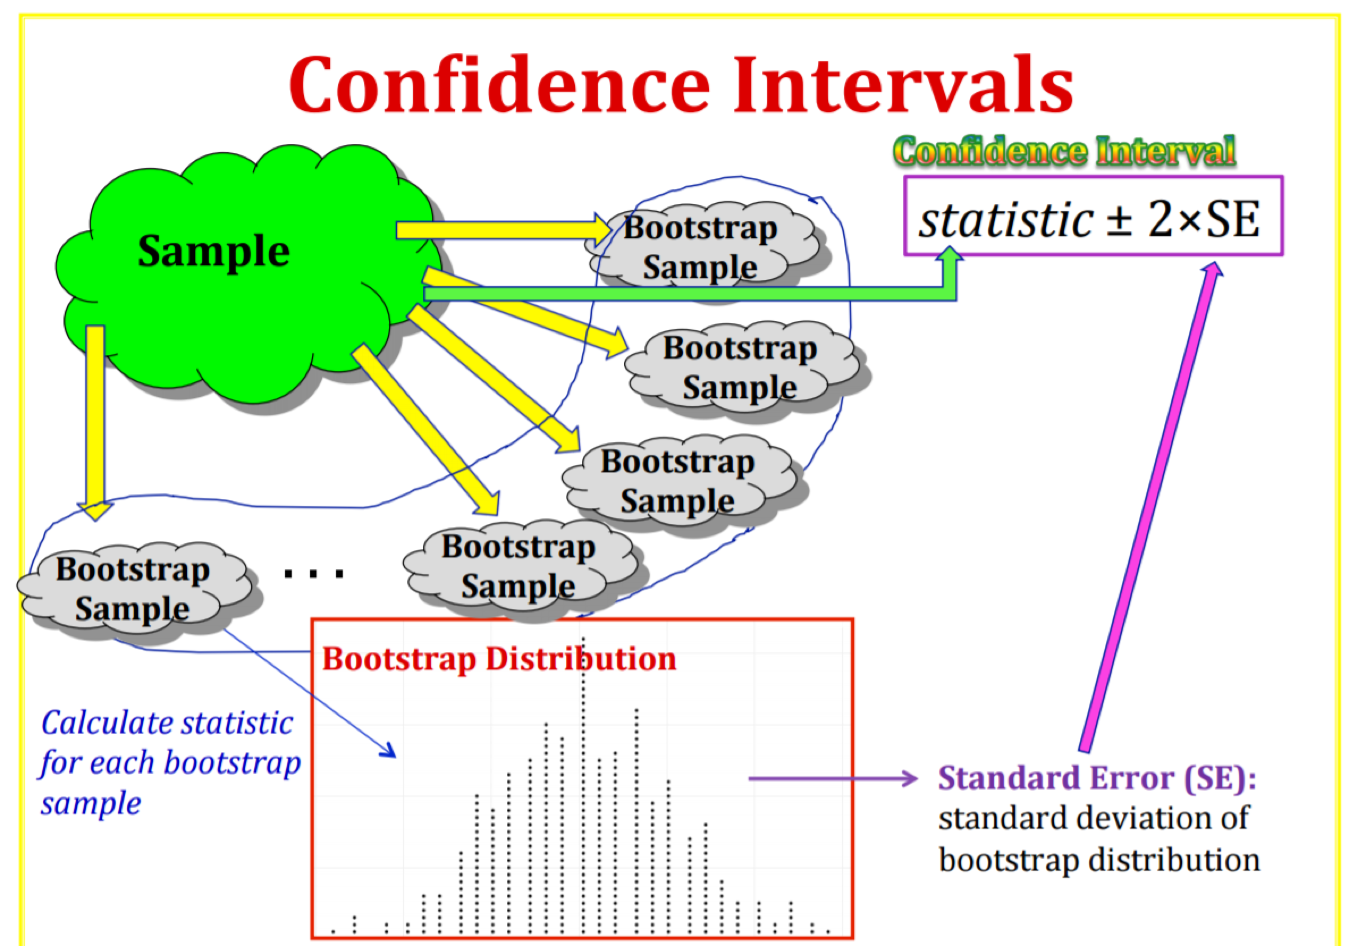 Confidence Intervals
Confidence Interval
statistic ± 2×SE
Sample
Bootstrap
Sample
Bootstrap
Sample
Bootstrap
Sample
Bootstrap
Sample
Bootstrap
Sample
...
Bootstrap Distribution
Calculate statistic
for each bootstrap
sample
Standard Error (SE):
standard deviation of
bootstrap distribution